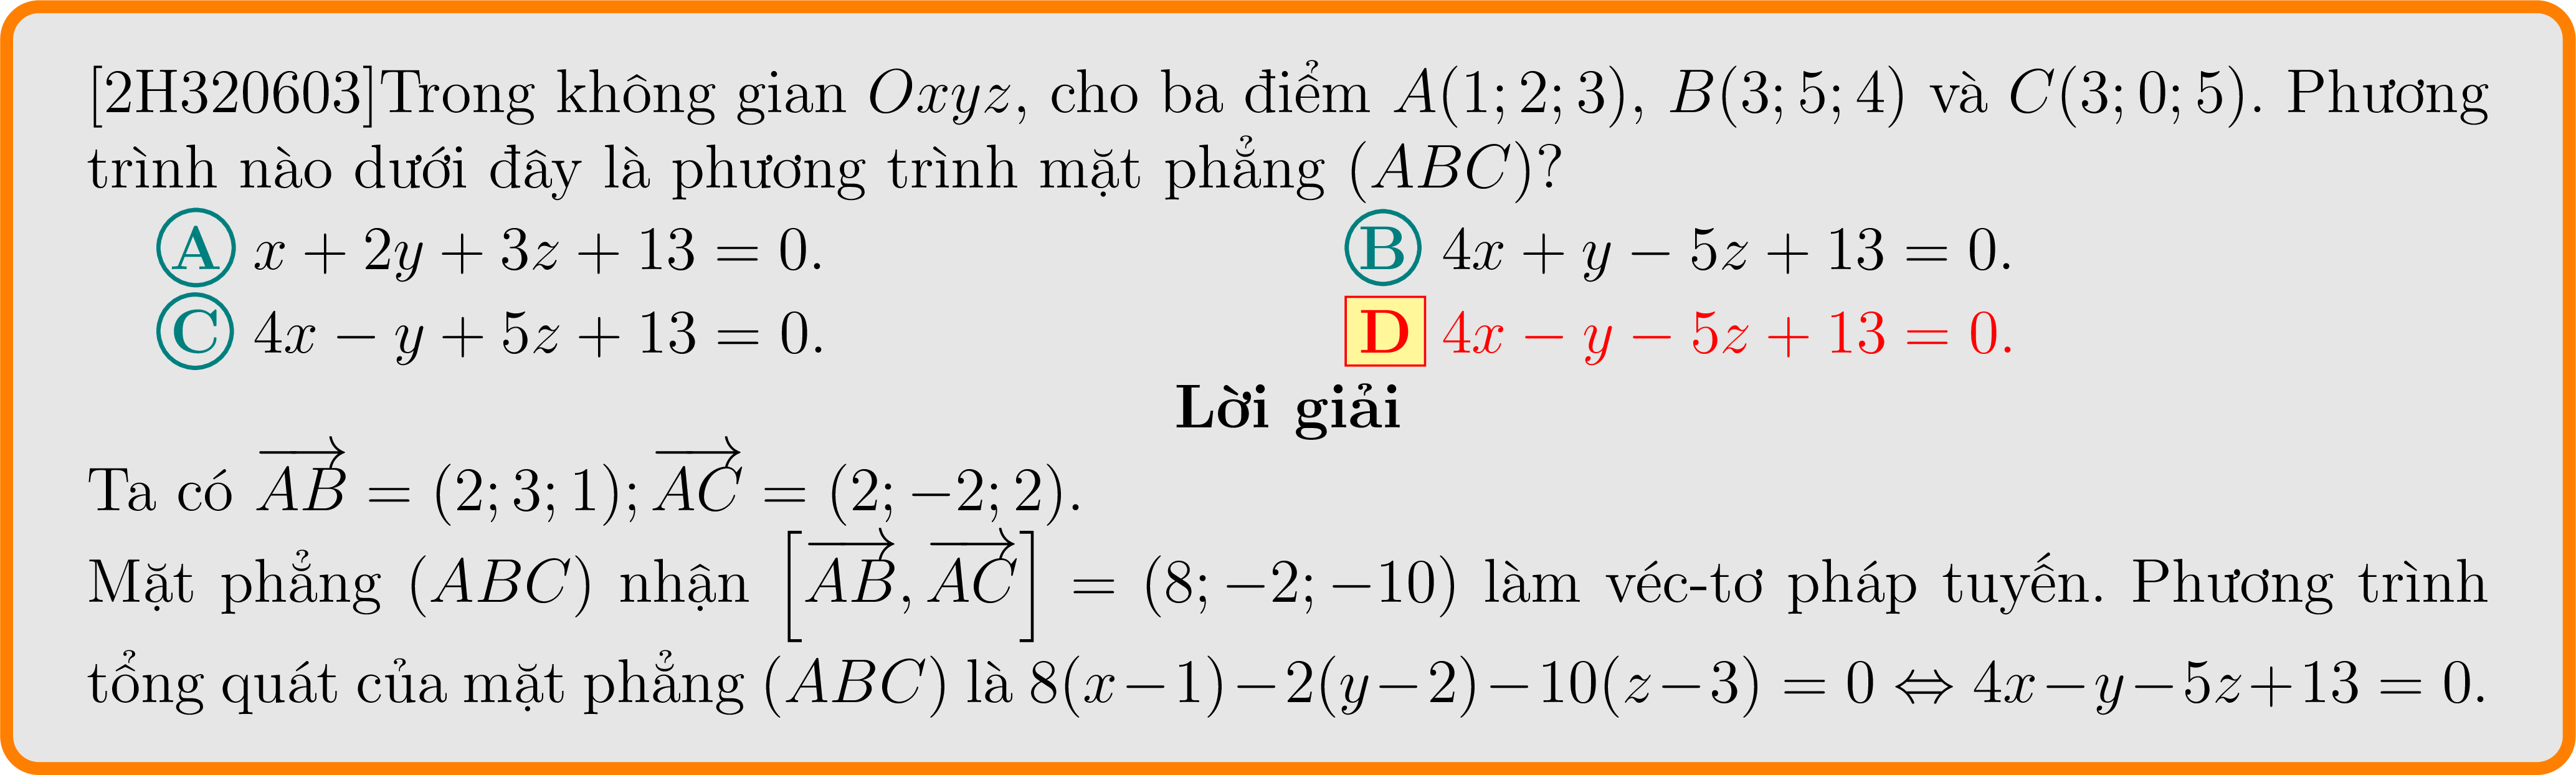 [2H320603]Trong không gian Oxyz, cho ba điểm A(1; 2; 3), B(3; 5; 4) và C(3; 0; 5). Phương
trình nào dưới đây là phương trình mặt phẳng (ABC)?
A x + 2y + 3z + 13 = 0. B 4x + y − 5z + 13 = 0.
C 4x − y + 5z + 13 = 0. D 4x − y − 5z + 13 = 0.
Lời giải
Ta có \overrightarrow{AB} = (2; 3; 1); \overrightarrow{AC} = (2; −2; 2).
Mặt phẳng (ABC) nhận [\overrightarrow{AB}, \overrightarrow{AC}] = (8; −2; −10) làm véc-tơ pháp tuyến. Phương trình
tổng quát của mặt phẳng (ABC) là 8(x−1)−2(y−2)−10(z−3) = 0 ⇔ 4x−y−5z+13 = 0.